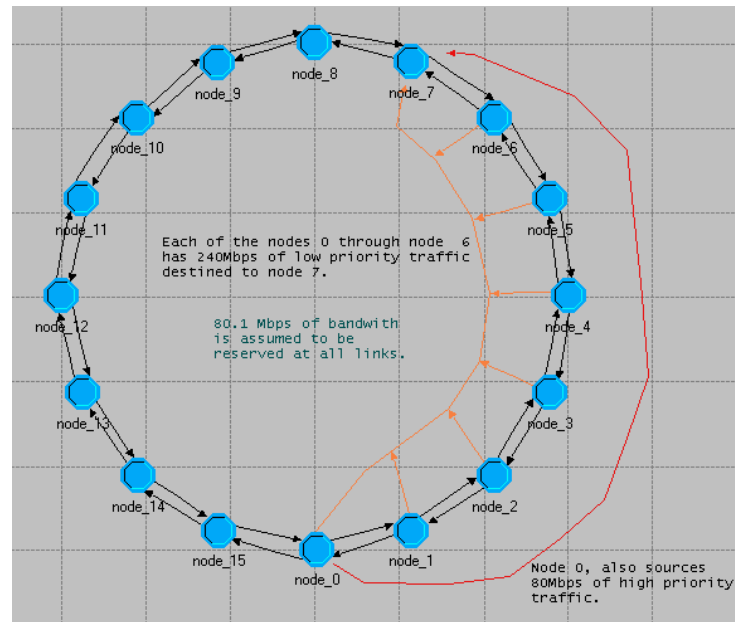 node_8
node_9
node_7
node_10
node_6
node_11
node_5
Each of the nodes 0 through node 6
has 240Mbps of low priority traffic
destined to node 7.
80.1 Mbps of bandwith
is assumed to be
reserved at all links.
node_12
node_4
node_13
node_3
node_14
node_2
node_15
node_1
node_0
Node 0, also sources
80Mbps of high priority
traffic.